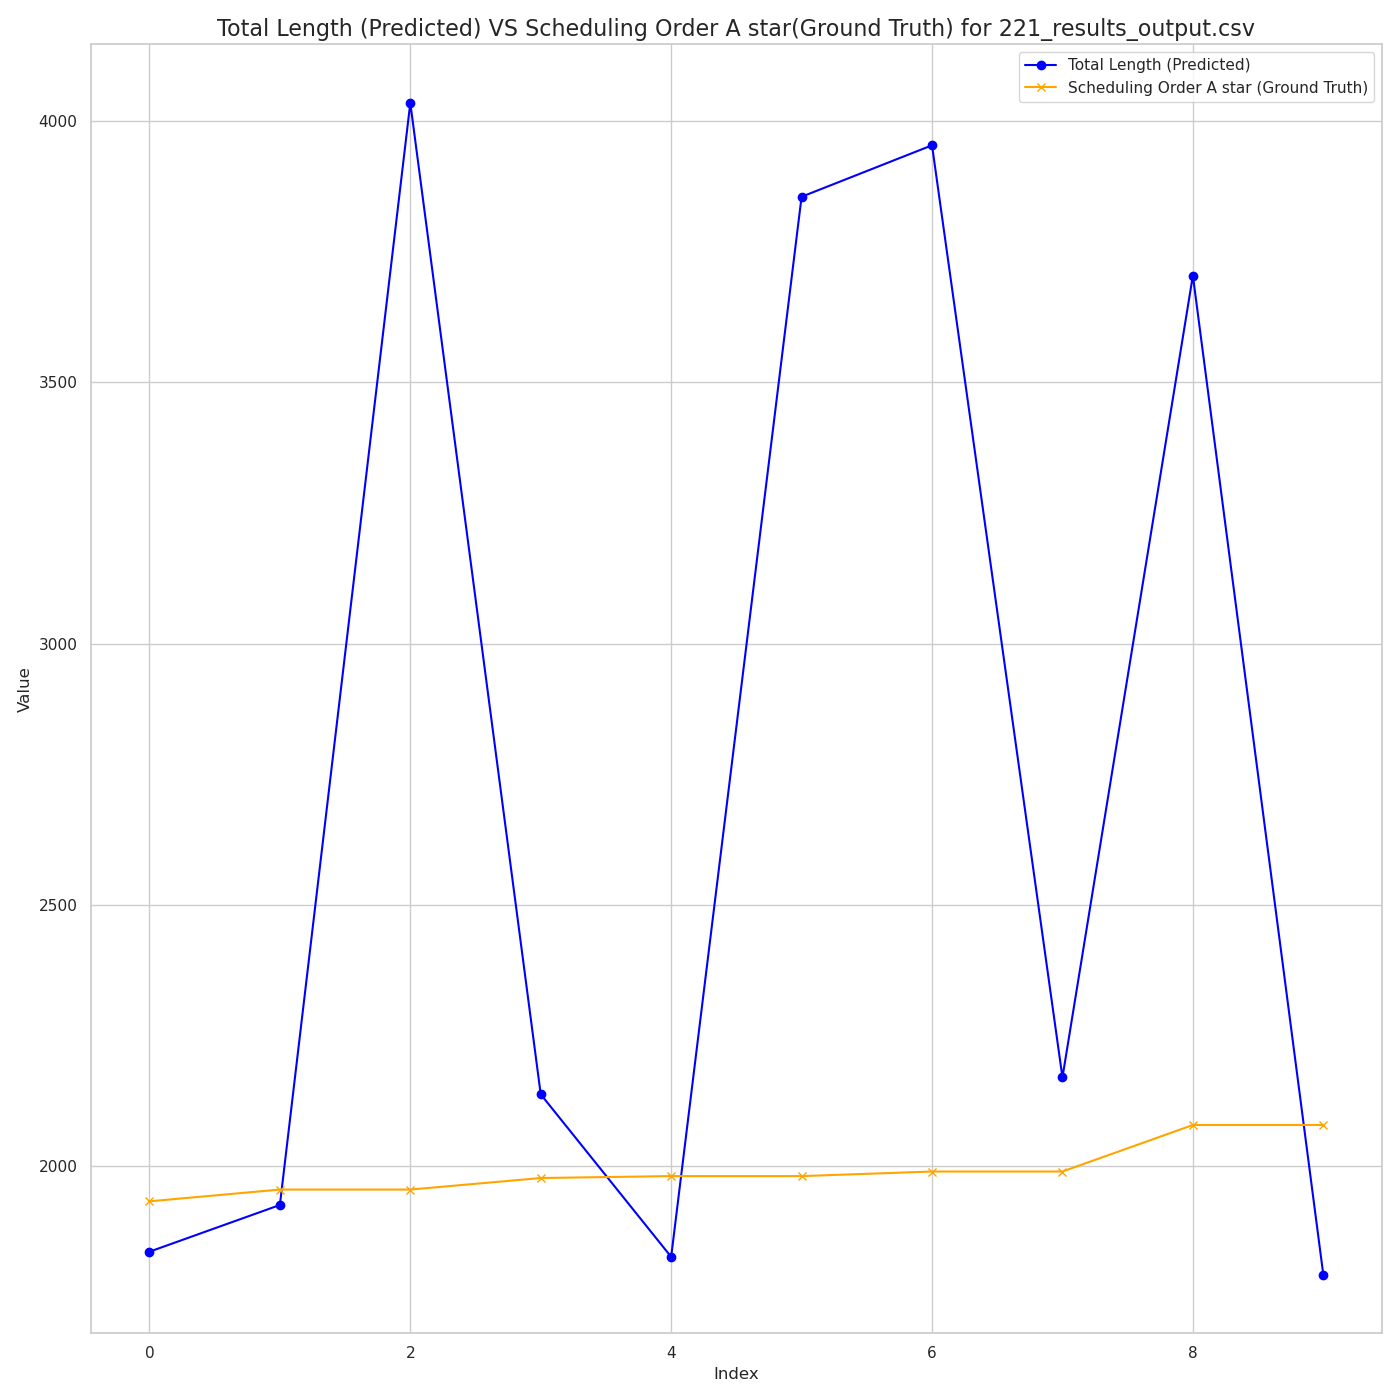 Total Length (Predicted) VS Scheduling Order A star(Ground Truth) for 221_results_output.csv
Total Length (Predicted)
Scheduling Order A star (Ground Truth)
4000
3500
3000
2500
2000
Value
0 2 4 6 8
Index